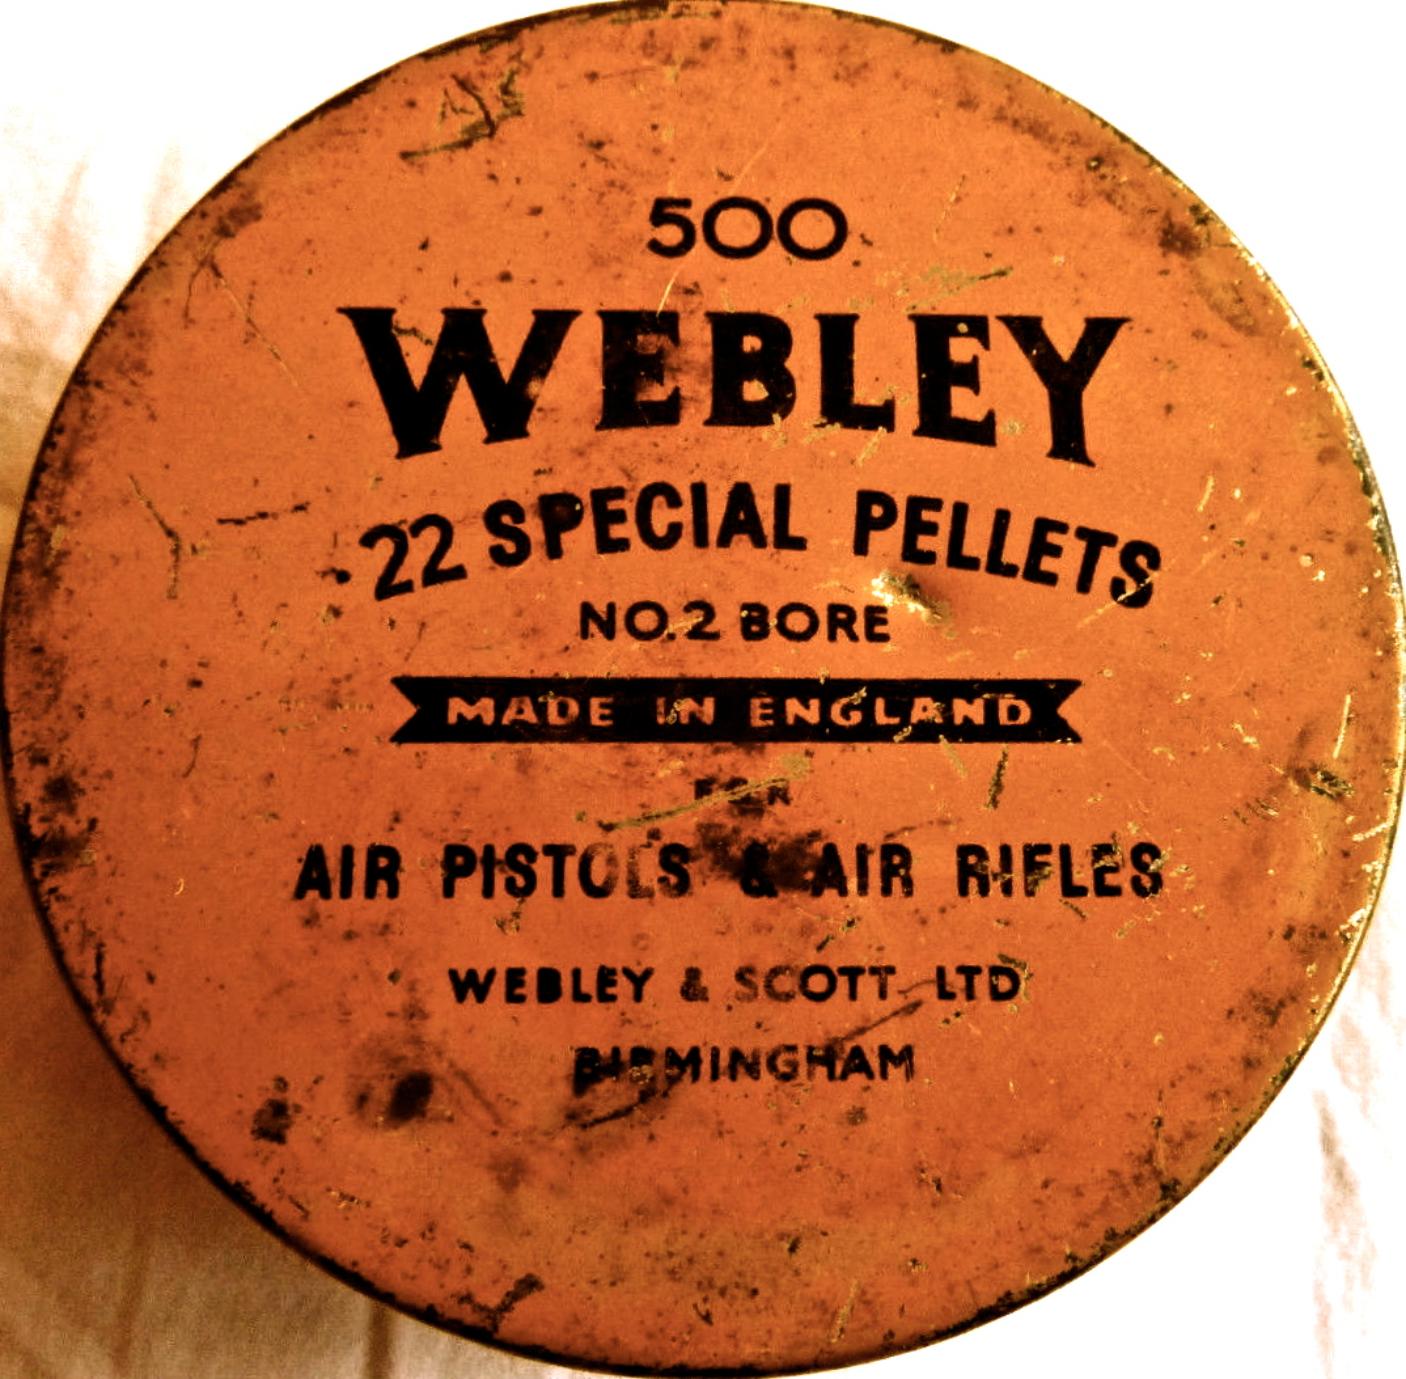 500
WEBLEY
.22 SPECIAL PELLETS
NO.2 BORE
MADE IN ENGLAND
FOR
AIR PISTOLS & AIR RIFLES
WEBLEY & SCOTT LTD
BIRMINGHAM